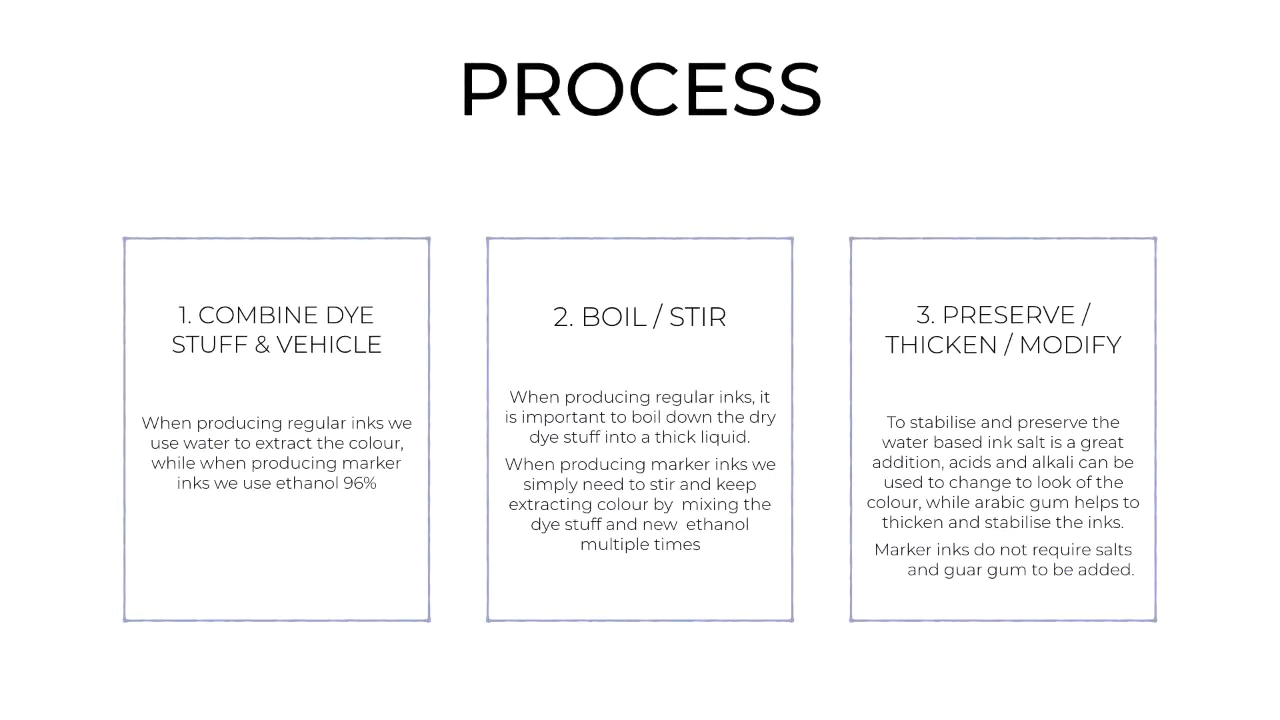 PROCESS
1. COMBINE DYE
STUFF & VEHICLE
When producing regular inks we
use water to extract the colour,
while when producing marker
inks we use ethanol 96%
2. BOIL / STIR
When producing regular inks, it
is important to boil down the dry
dye stuff into a thick liquid.
When producing marker inks we
simply need to stir and keep
extracting colour by  mixing the
dye stuff and new  ethanol
multiple times
3. PRESERVE /
THICKEN / MODIFY
To stabilise and preserve the
water based ink salt is a great
addition, acids and alkali can be
used to change to look of the
colour, while arabic gum helps to
thicken and stabilise the inks.
Marker inks do not require salts
and guar gum to be added.